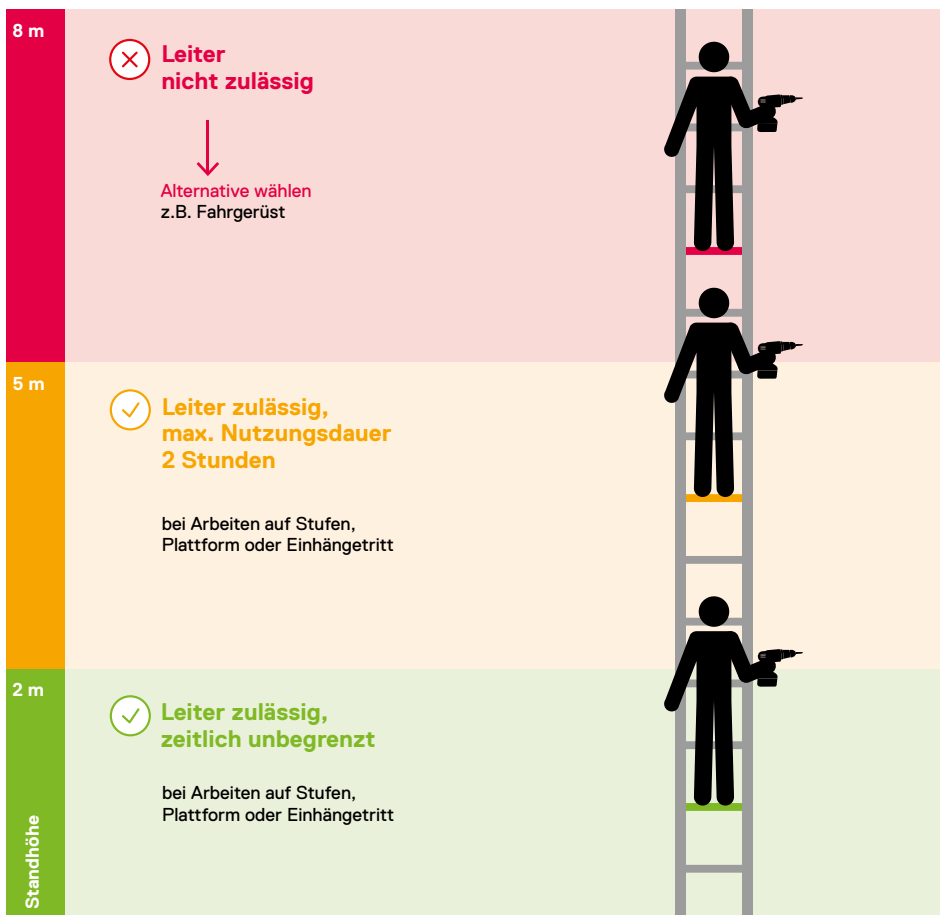 8 m
Leiter
nicht zulässig
Alternative wählen
z.B. Fahrgerüst
5 m
Leiter zulässig,
max. Nutzungsdauer
2 Stunden
bei Arbeiten auf Stufen,
Plattform oder Einhängetritt
2 m
Leiter zulässig,
zeitlich unbegrenzt
bei Arbeiten auf Stufen,
Plattform oder Einhängetritt
Standhöhe